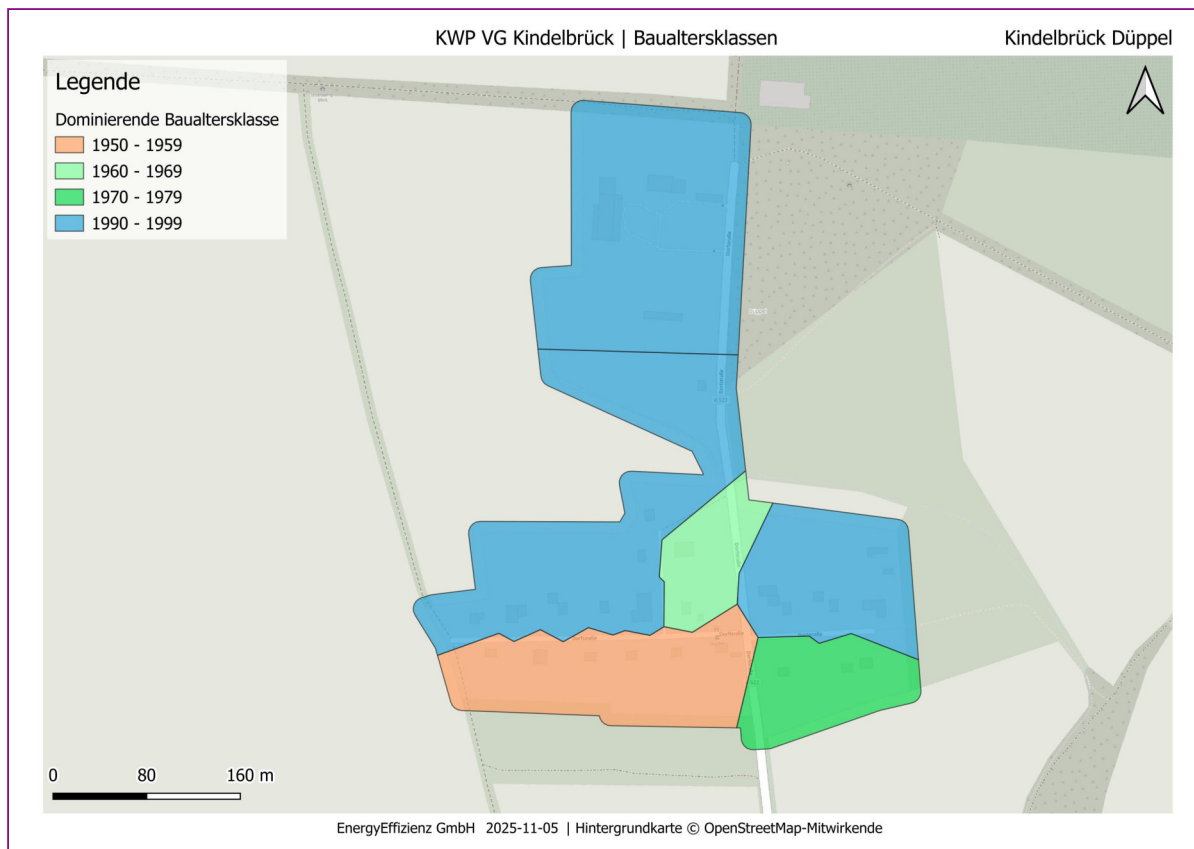 KWP VG Kindelbrück | Baualtersklassen
Kindelbrück Düppel
Legende
Dominierende Baualtersklasse
1950 - 1959
1960 - 1969
1970 - 1979
1990 - 1999
0 80 160 m
EnergyEffizienz GmbH 2025-11-05 | Hintergrundkarte © OpenStreetMap-Mitwirkende